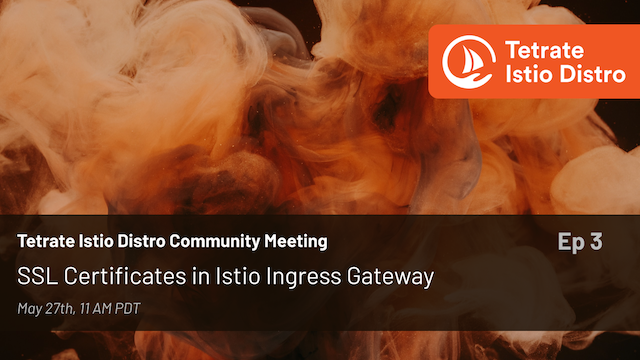 Tetrate
Istio Distro
Tetrate Istio Distro Community Meeting
Ep 3
SSL Certificates in Istio Ingress Gateway
May 27th, 11 AM PDT